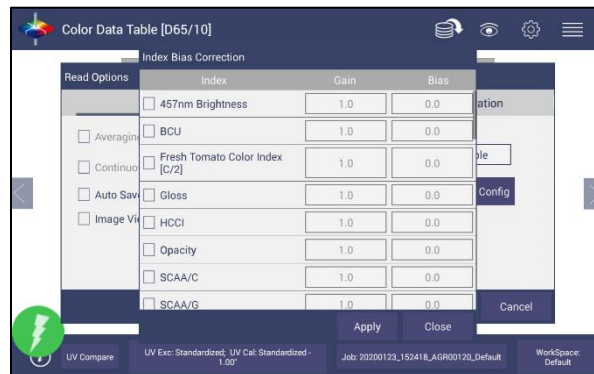 Color Data Table [D65/10]
Index Bias Correction
Read Options
Index Gain Bias
ation
457nm Brightness 1.0 0.0
Averaging
BCU 1.0 0.0
Fresh Tomato Color Index
[C/2] 1.0 0.0
Continuo
ble
Auto Sav
Gloss 1.0 0.0
Config
Image Vie
HCCI 1.0 0.0
Opacity 1.0 0.0
SCAA/C 1.0 0.0
SCAA/G 1.0 0.0
Cancel
Apply Close
UV Compare
UV Exc: Standardized; UV Cal: Standardized -
1.00"
Job: 20200123_152418_AGR00120_Default
WorkSpace:
Default